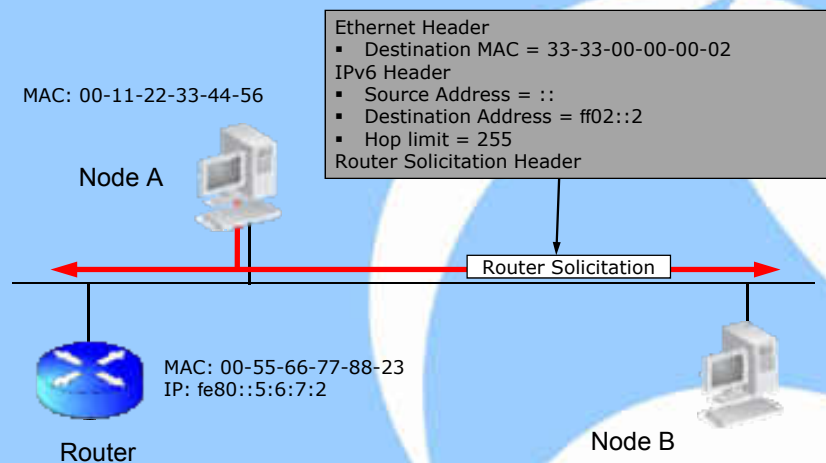 Ethernet Header
▪ Destination MAC = 33-33-00-00-00-02
IPv6 Header
▪ Source Address = ::
▪ Destination Address = ff02::2
▪ Hop limit = 255
Router Solicitation Header
MAC: 00-11-22-33-44-56
Node A
Router Solicitation
MAC: 00-55-66-77-88-23
IP: fe80::5:6:7:2
Router
Node B